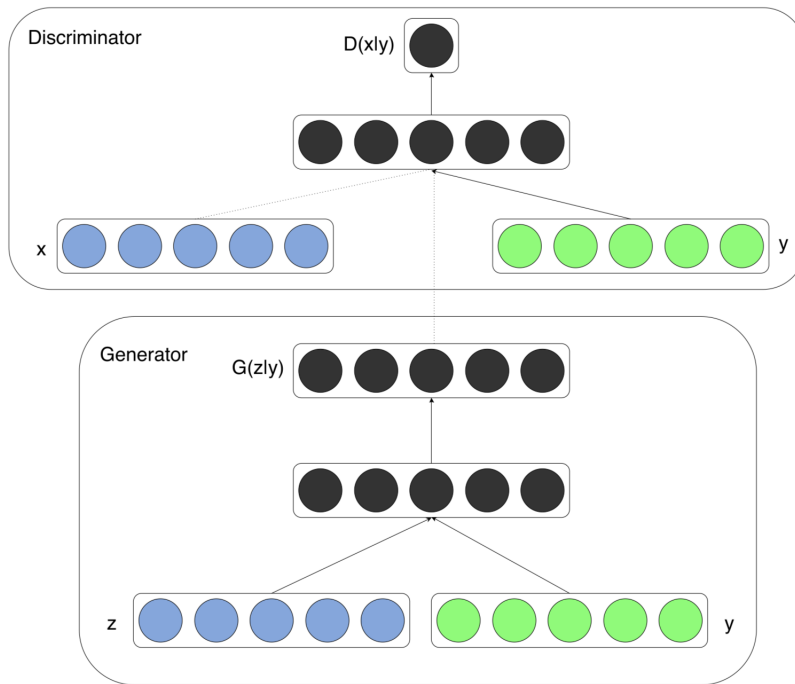 Discriminator
D(x|y)
x
y
Generator
G(z|y)
z
y